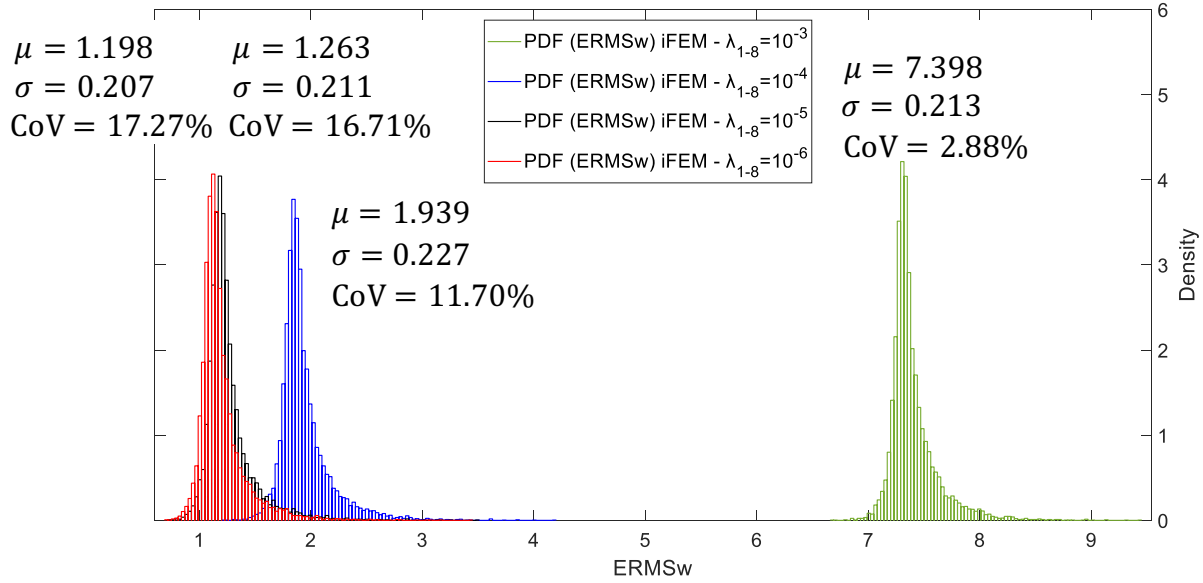 μ = 1.198
σ = 0.207
CoV = 17.27%
μ = 1.263
σ = 0.211
CoV = 16.71%
μ = 1.939
σ = 0.227
CoV = 11.70%
PDF (ERMSw) iFEM - λ1-8=10-3
PDF (ERMSw) iFEM - λ1-8=10-4
PDF (ERMSw) iFEM - λ1-8=10-5
PDF (ERMSw) iFEM - λ1-8=10-6
μ = 7.398
σ = 0.213
CoV = 2.88%
6
5
4
3
2
1
0
Density
1 2 3 4 5 6 7 8 9
ERMSw